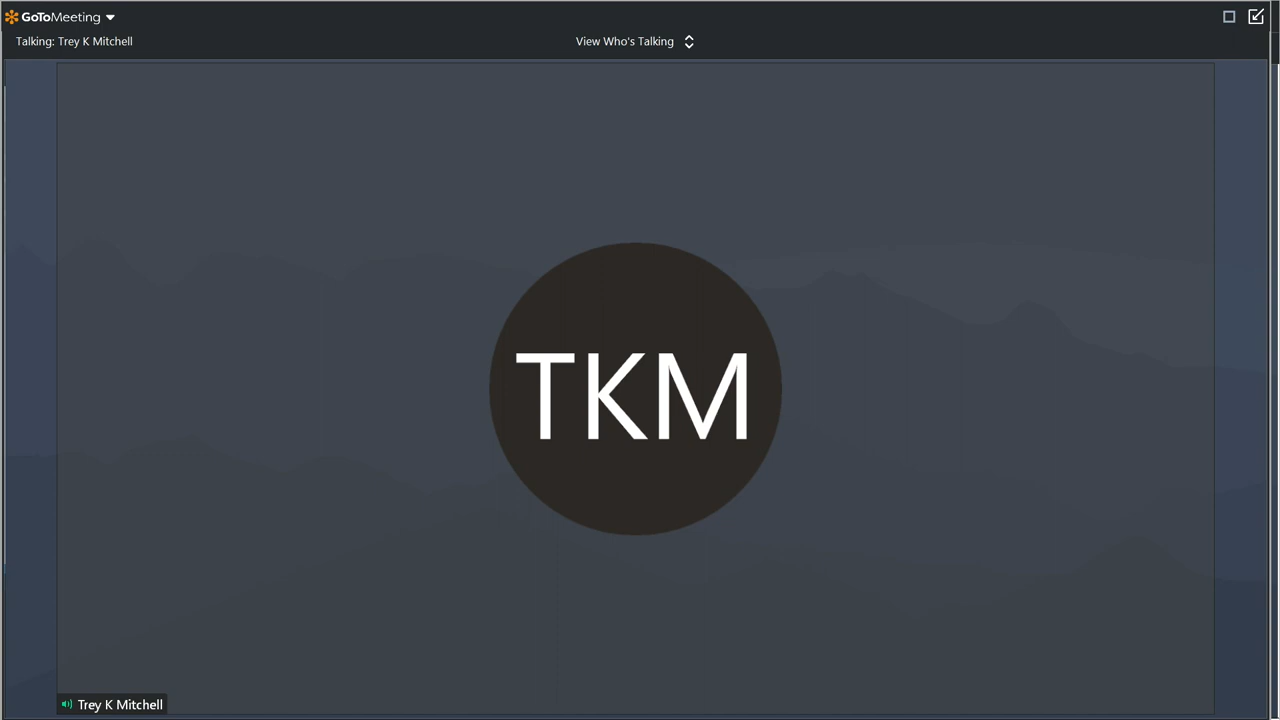 GoToMeeting
Talking: Trey K Mitchell
View Who's Talking
TKM
Trey K Mitchell